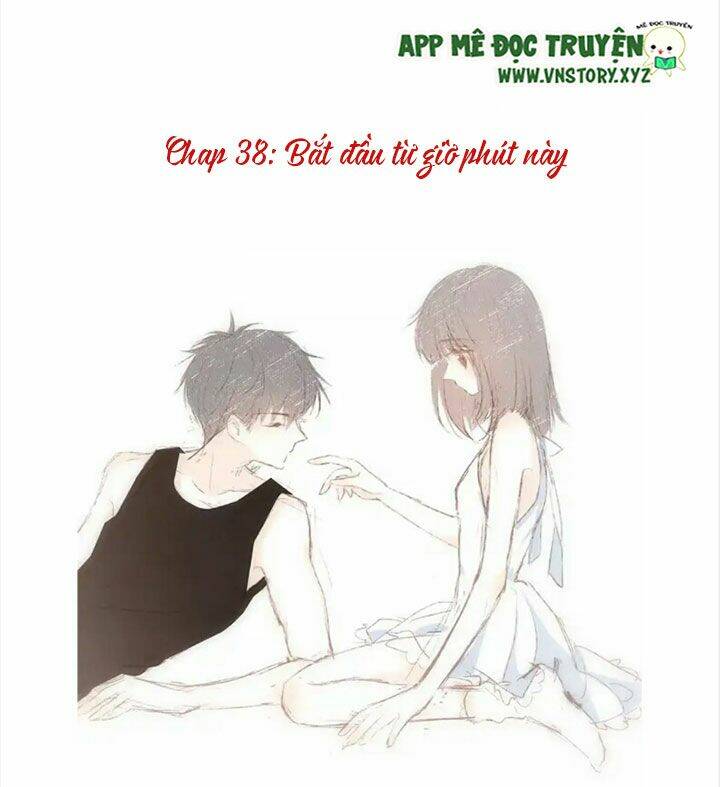 MÊ ĐỌC TRUYỆN
APP MÊ ĐỌC TRUYỆN
WWW.VNSTORY.XYZ
Chap 38: Bắt đầu từ giờ phút này